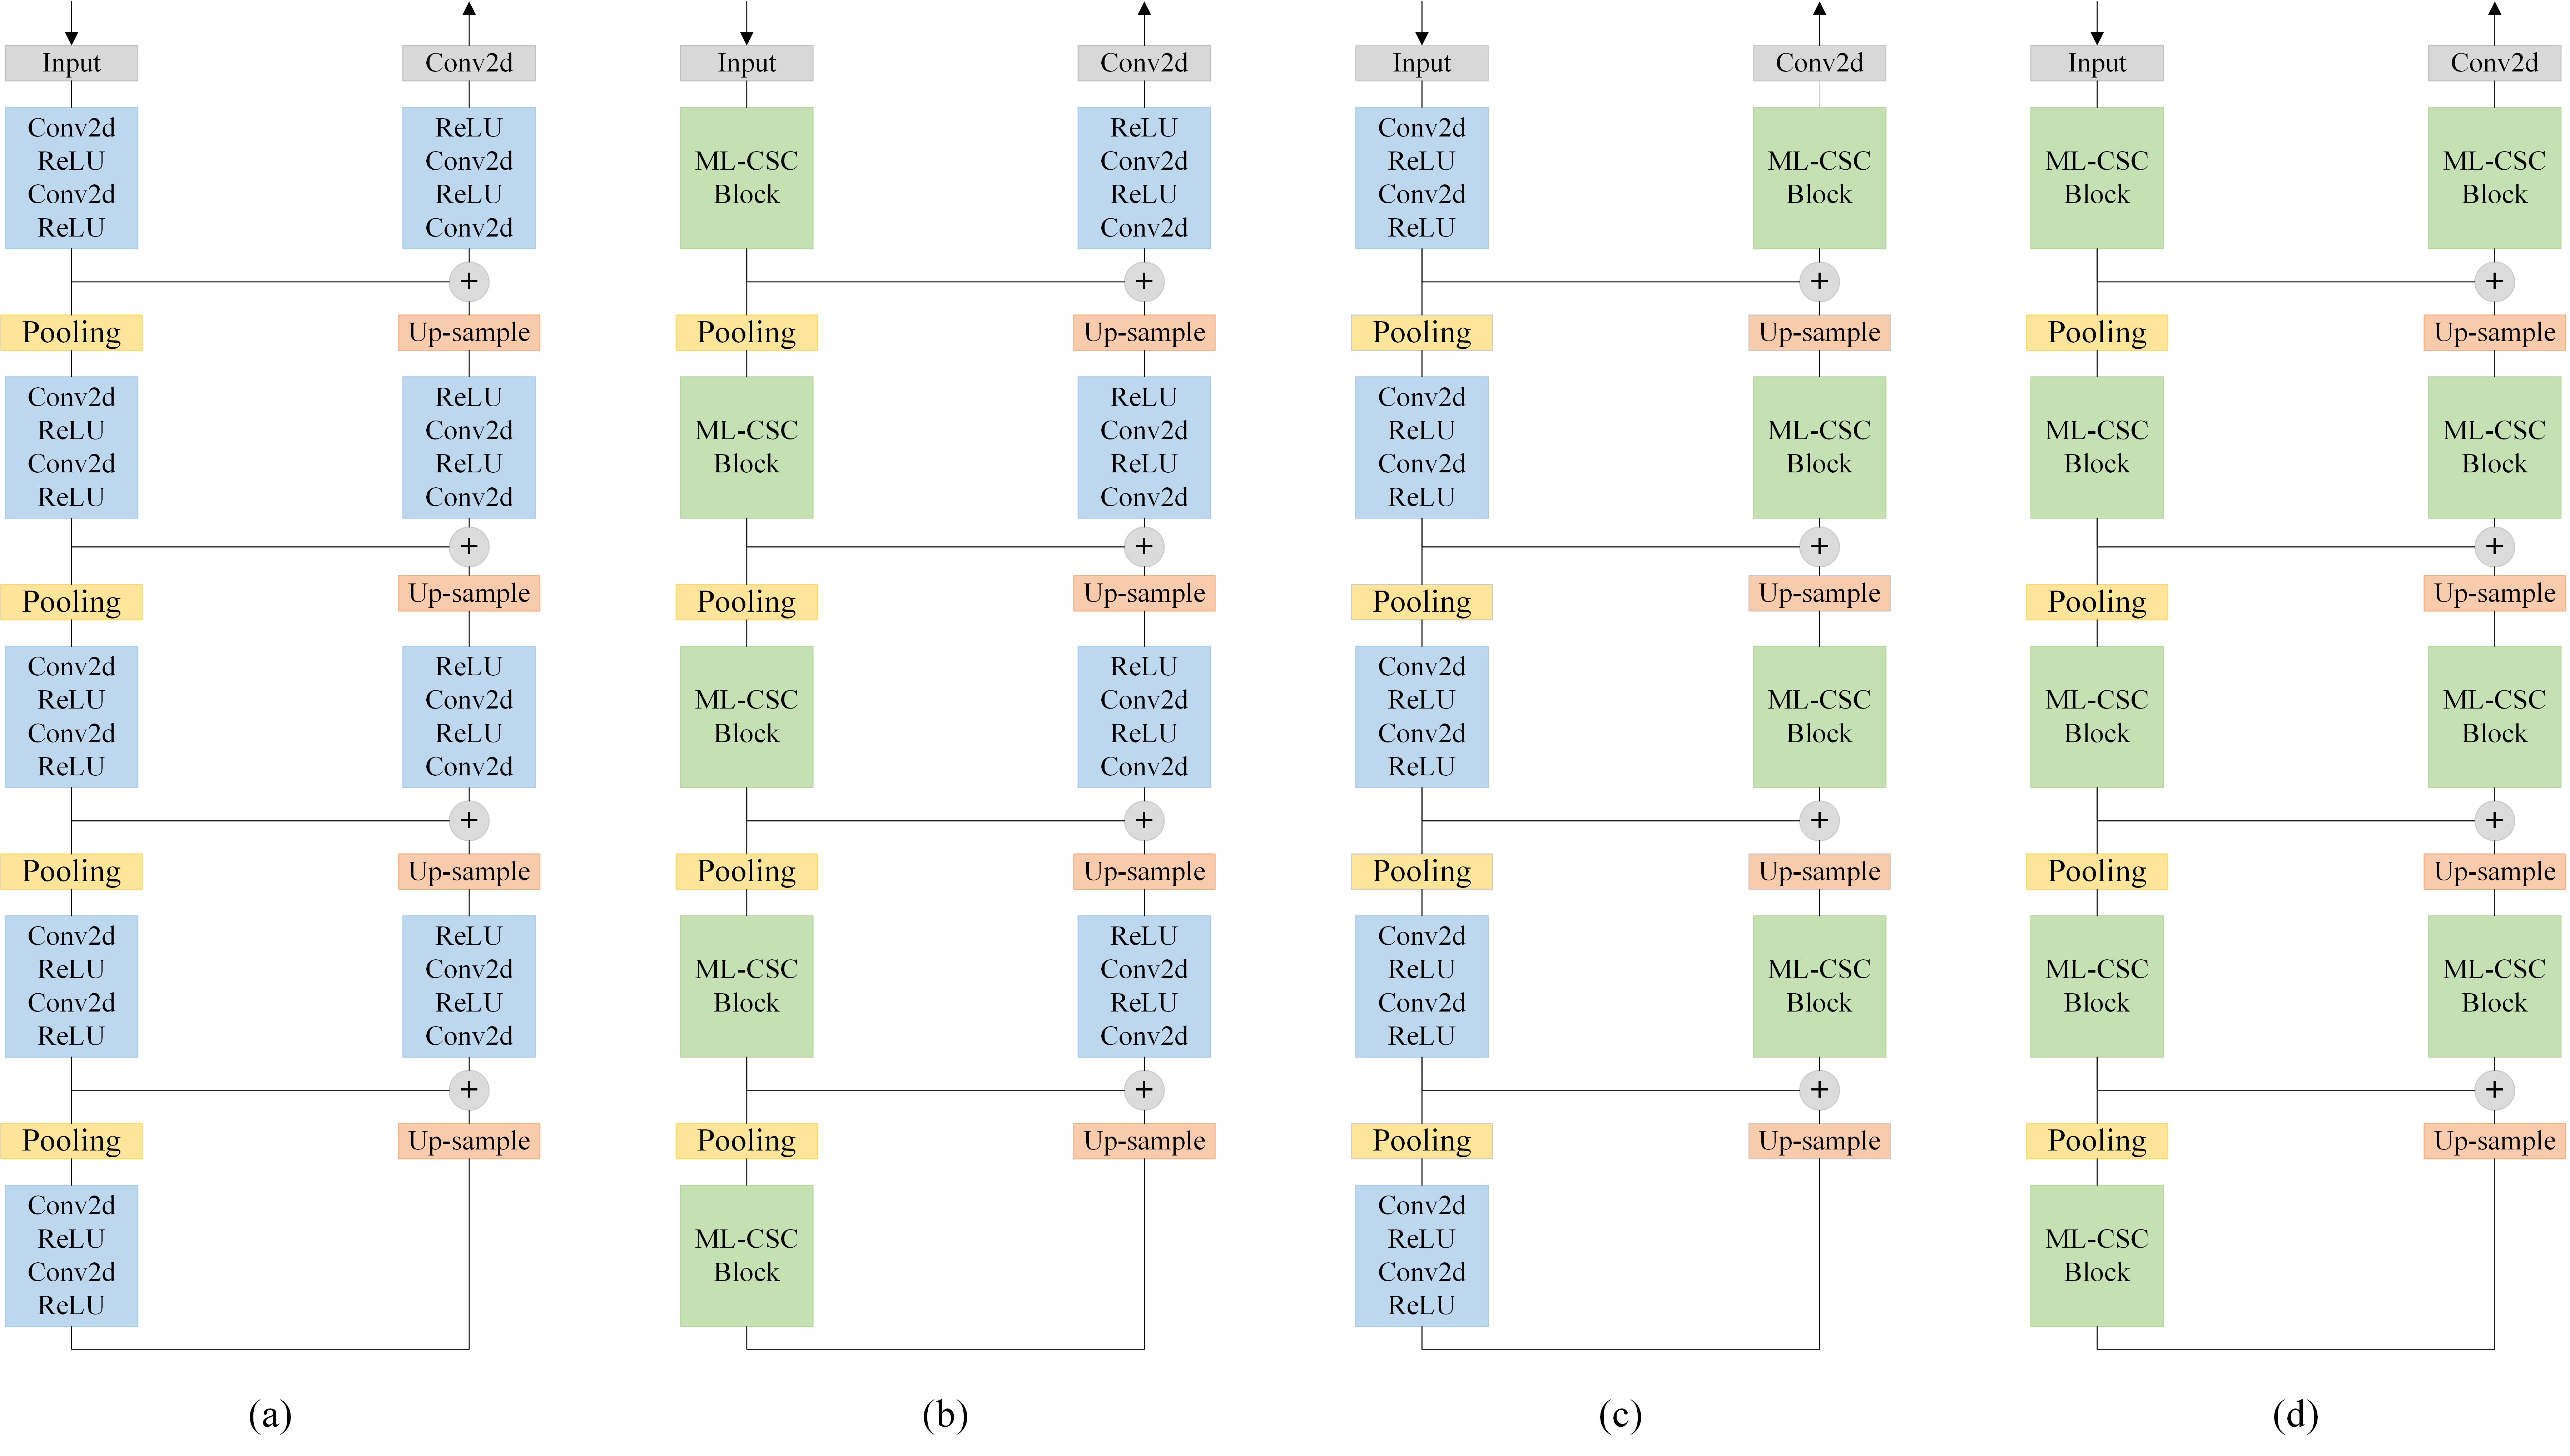 Input
Conv2d
ReLU
Conv2d
ReLU
Pooling
Conv2d
ReLU
Conv2d
ReLU
Pooling
Conv2d
ReLU
Conv2d
ReLU
Pooling
Conv2d
ReLU
Conv2d
ReLU
Pooling
Conv2d
ReLU
Conv2d
ReLU
Conv2d
ReLU
Conv2d
ReLU
Conv2d
+
Up-sample
ReLU
Conv2d
ReLU
Conv2d
+
Up-sample
ReLU
Conv2d
ReLU
Conv2d
+
Up-sample
ReLU
Conv2d
ReLU
Conv2d
+
Up-sample
(a)
Input
ML-CSC
Block
Pooling
ML-CSC
Block
Pooling
ML-CSC
Block
Pooling
ML-CSC
Block
Pooling
ML-CSC
Block
Conv2d
ReLU
Conv2d
ReLU
Conv2d
+
Up-sample
ReLU
Conv2d
ReLU
Conv2d
+
Up-sample
ReLU
Conv2d
ReLU
Conv2d
+
Up-sample
ReLU
Conv2d
ReLU
Conv2d
+
Up-sample
(b)
Input
Conv2d
ReLU
Conv2d
ReLU
Pooling
Conv2d
ReLU
Conv2d
ReLU
Pooling
Conv2d
ReLU
Conv2d
ReLU
Pooling
Conv2d
ReLU
Conv2d
ReLU
Pooling
Conv2d
ReLU
Conv2d
ReLU
Conv2d
ML-CSC
Block
+
Up-sample
ML-CSC
Block
+
Up-sample
ML-CSC
Block
+
Up-sample
ML-CSC
Block
+
Up-sample
(c)
Input
ML-CSC
Block
Pooling
ML-CSC
Block
Pooling
ML-CSC
Block
Pooling
ML-CSC
Block
Pooling
ML-CSC
Block
Conv2d
ML-CSC
Block
+
Up-sample
ML-CSC
Block
+
Up-sample
ML-CSC
Block
+
Up-sample
ML-CSC
Block
+
Up-sample
(d)